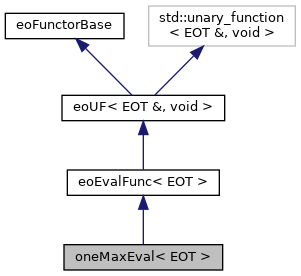 eoFunctorBase
std::unary_function
< EOT &, void >
eoUF< EOT &, void >
eoEvalFunc< EOT >
oneMaxEval< EOT >